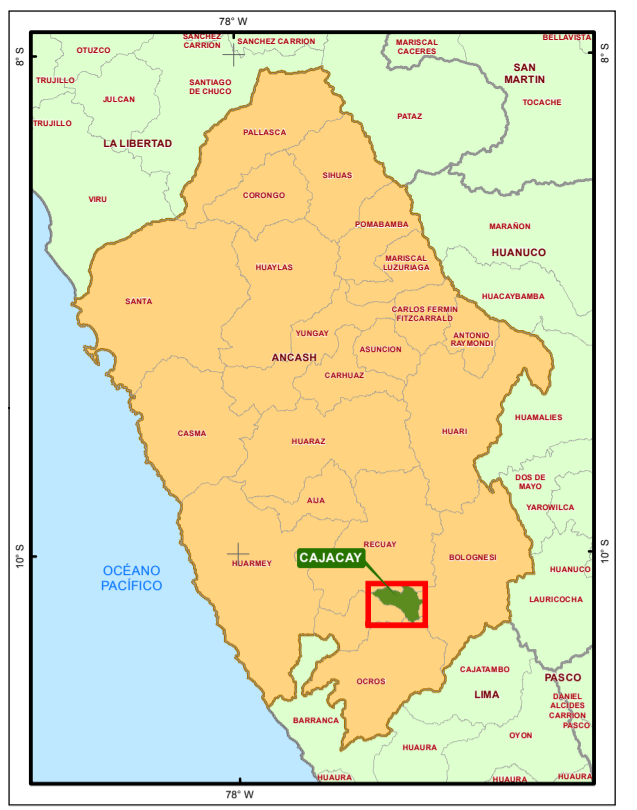 78° W
8° S
8° S
SANCHEZ
CARRIÓN
SANCHEZ CARRION
MARISCAL
CACERES
BELLAVISTA
OTUZCO
SAN
MARTIN
TRUJILLO
SANTIAGO
DE CHUCO
JULCAN
TOCACHE
PATAZ
TRUJILLO
PALLASCA
LA LIBERTAD
SIHUAS
CORONGO
VIRU
POMABAMBA
MARAÑON
HUANUCO
MARISCAL
LUZURIAGA
HUAYLAS
SANTA
HUACAYBAMBA
CARLOS FERMIN
FITZCARRALD
YUNGAY
ANTONIO
RAYMONDI
ASUNCION
ANCASH
CARHUAZ
HUAMALIES
CASMA
HUARI
HUARAZ
DOS DE
MAYO
AIJA
YAROWILCA
RECUAY
10° S
10° S
CAJACAY
BOLOGNESI
HUARMEY
OCÉANO
PACÍFICO
HUANUCO
LAURICOCHA
OCROS
CAJATAMBO
PASCO
LIMA
DANIEL
ALCIDES
CARRION
PASCO
BARRANCA
OYON
HUAURA
HUAURA
HUAURA
HUAURA
78° W